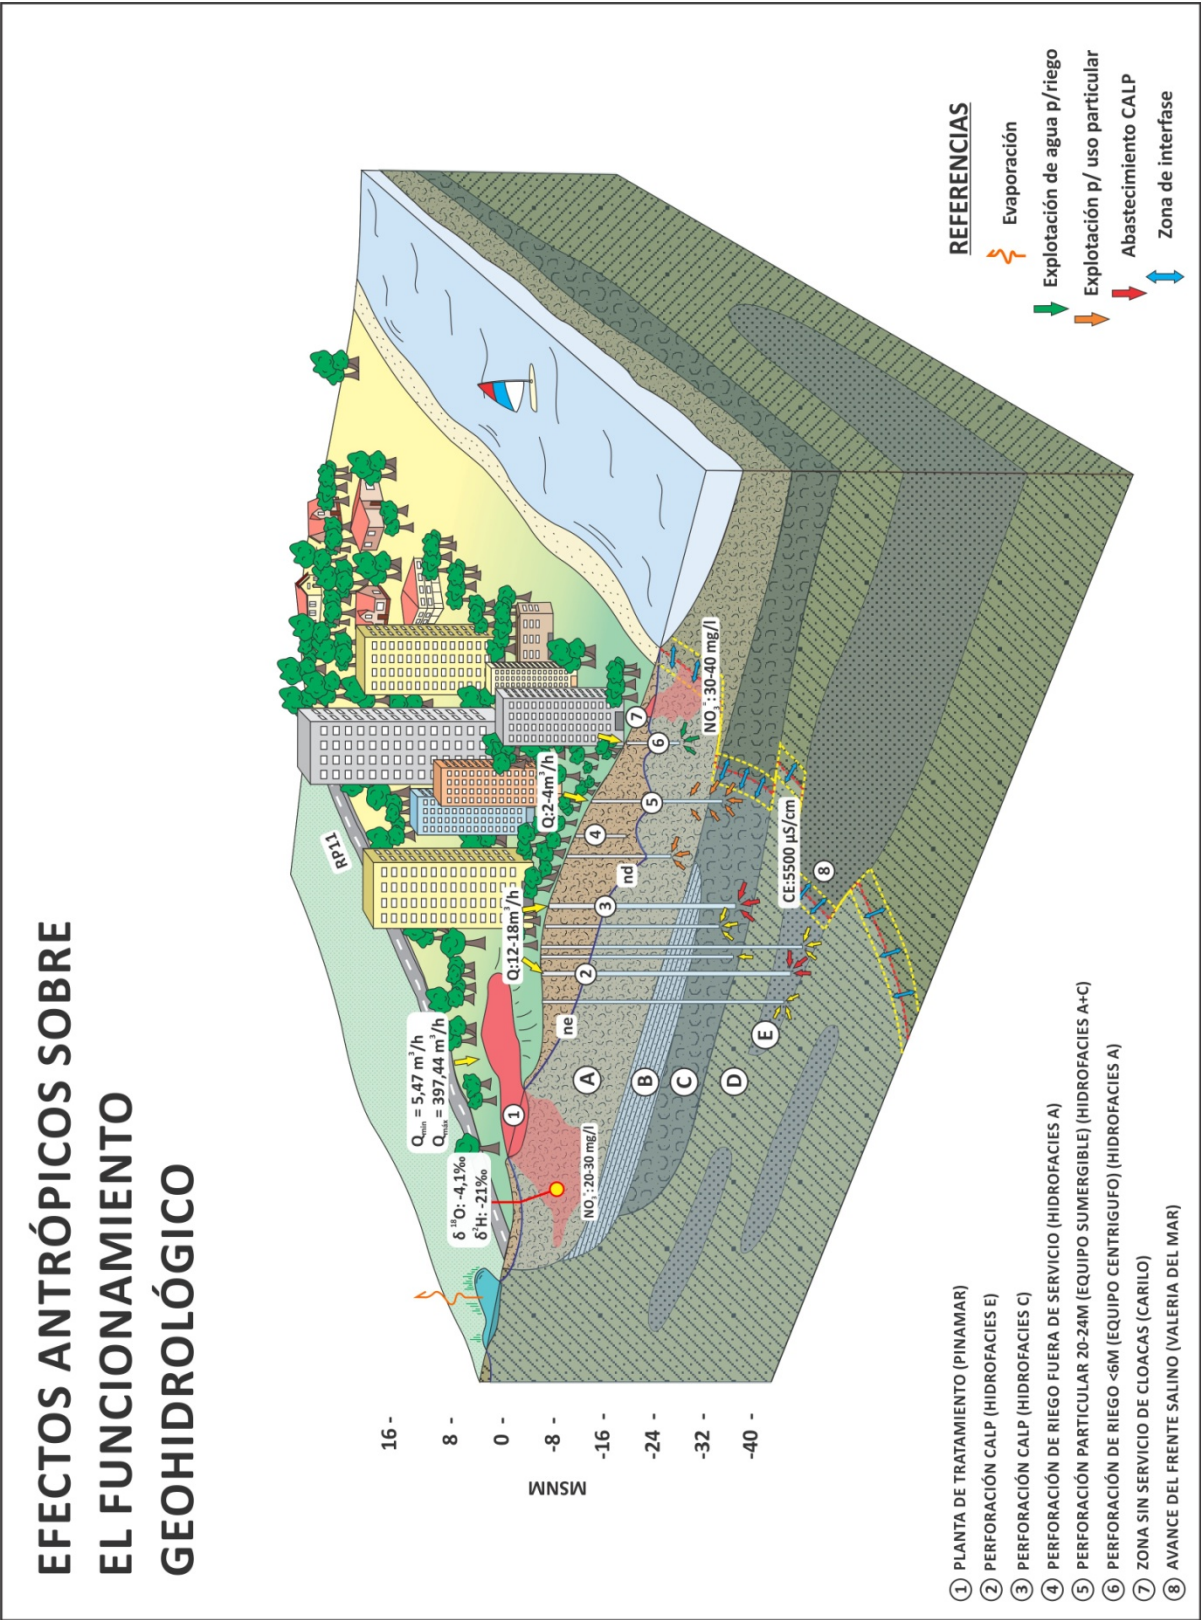 EFECTOS ANTRÓPICOS SOBRE
EL FUNCIONAMIENTO
GEOHIDROLÓGICO
MSNM
16 -
8 -
0 -
-8 -
-16 -
-24 -
-32 -
-40 -
RP11
Qmin = 5,47 m³/h
Qmáx = 397,44 m³/h
δ ¹⁸O: -4,1‰
δ²H: -21‰
Q:12-18m³/h
Q:2-4m³/h
NO₃⁻:20-30 mg/l
NO₃⁻:30-40 mg/l
CE:5500 µS/cm
ne
nd
1
2
3
4
5
6
7
8
A
B
C
D
E
REFERENCIAS
Evaporación
Explotación de agua p/riego
Explotación p/ uso particular
Abastecimiento CALP
Zona de interfase
1 PLANTA DE TRATAMIENTO (PINAMAR)
2 PERFORACIÓN CALP (HIDROFACIES E)
3 PERFORACIÓN CALP (HIDROFACIES C)
4 PERFORACIÓN DE RIEGO FUERA DE SERVICIO (HIDROFACIES A)
5 PERFORACIÓN PARTICULAR 20-24M (EQUIPO SUMERGIBLE) (HIDROFACIES A+C)
6 PERFORACIÓN DE RIEGO <6M (EQUIPO CENTRIGUFO) (HIDROFACIES A)
7 ZONA SIN SERVICIO DE CLOACAS (CARILO)
8 AVANCE DEL FRENTE SALINO (VALERIA DEL MAR)